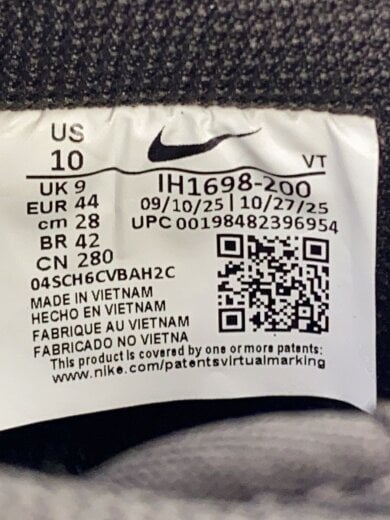 US
10
VT
UK 9
EUR 44
cm 28
BR 42
CN 280
IH1698-200
09/10/25 | 10/27/25
UPC 00198482396954
04SCH6CVBAH2C
MADE IN VIETNAM
HECHO EN VIETNAM
FABRIQUE AU VIETNAM
FABRICADO NO VIETNA
This product is covered by one or more patents:
www.nike.com/patentsvirtualmarking